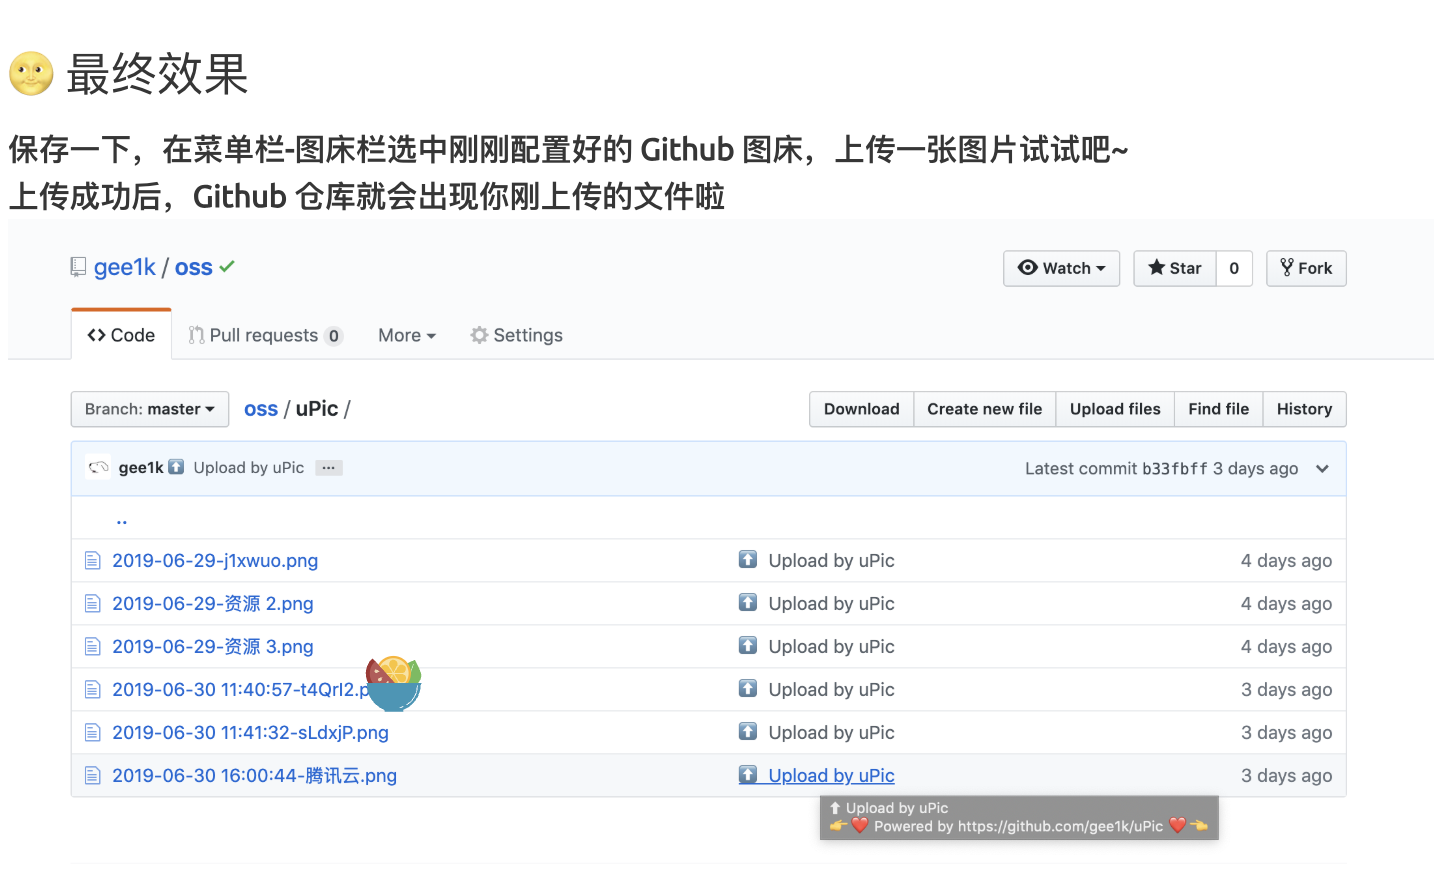 🌝 最终效果
保存一下，在菜单栏-图床栏选中刚刚配置好的 Github 图床，上传一张图片试试吧~
上传成功后，Github 仓库就会出现你刚上传的文件啦
gee1k / oss
Watch Star 0 Fork
Code Pull requests 0 More Settings
Branch: master oss / uPic / Download Create new file Upload files Find file History
gee1k ⬆️ Upload by uPic ... Latest commit b33fbff 3 days ago
..
2019-06-29-j1xwuo.png ⬆️ Upload by uPic 4 days ago
2019-06-29-资源 2.png ⬆️ Upload by uPic 4 days ago
2019-06-29-资源 3.png ⬆️ Upload by uPic 4 days ago
2019-06-30 11:40:57-t4QrI2.p ⬆️ Upload by uPic 3 days ago
2019-06-30 11:41:32-sLdxjP.png ⬆️ Upload by uPic 3 days ago
2019-06-30 16:00:44-腾讯云.png ⬆️ Upload by uPic 3 days ago
⬆ Upload by uPic
👉❤️ Powered by https://github.com/gee1k/uPic ❤️👈